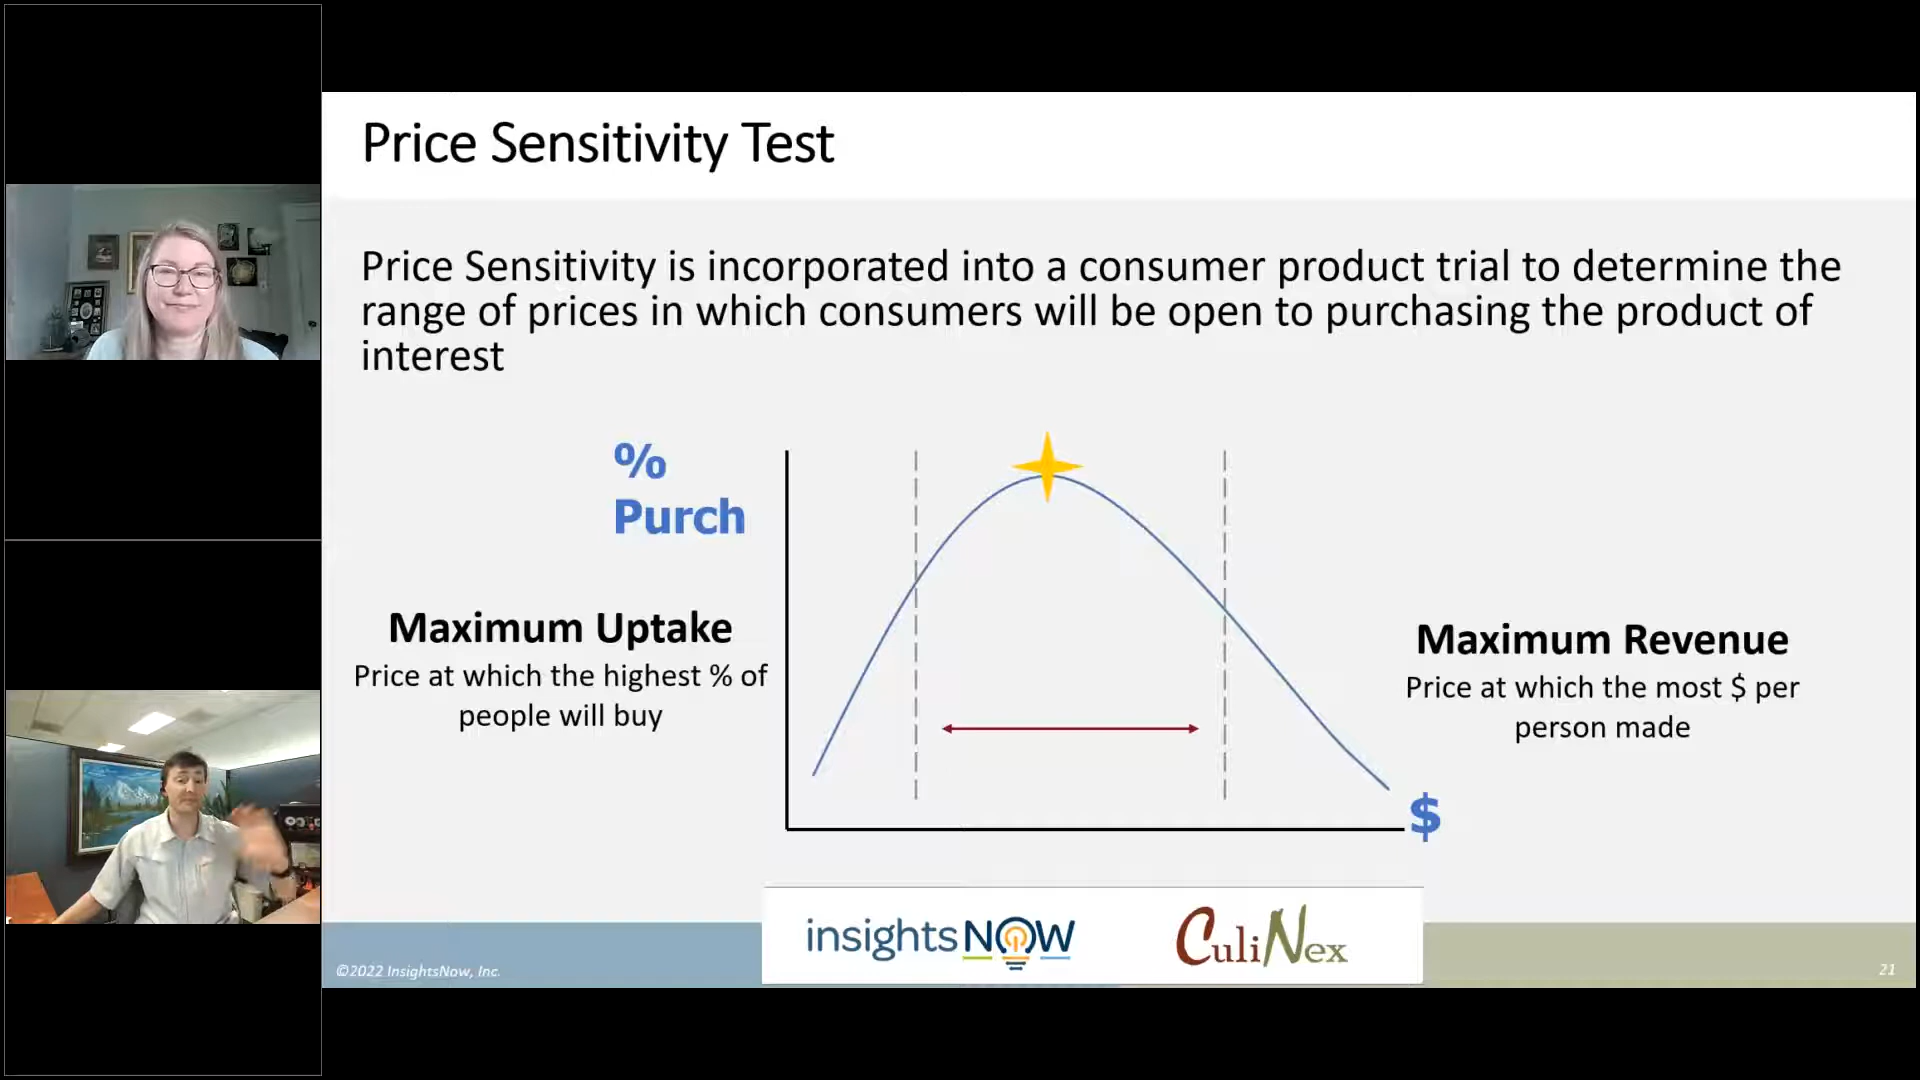 Price Sensitivity Test
Price Sensitivity is incorporated into a consumer product trial to determine the
range of prices in which consumers will be open to purchasing the product of
interest
%
Purch
Maximum Uptake
Price at which the highest % of
people will buy
Maximum Revenue
Price at which the most $ per
person made
$
insightsNOW
CuliNex
©2022 InsightsNow, Inc.
21